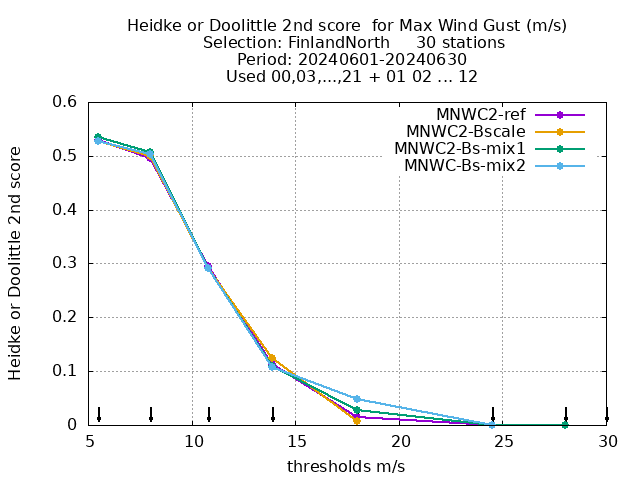 Heidke or Doolittle 2nd score  for Max Wind Gust (m/s)
Selection: FinlandNorth     30 stations
Period: 20240601-20240630
Used 00,03,...,21 + 01 02 ... 12
MNWC2-ref
MNWC2-Bscale
MNWC2-Bs-mix1
MNWC-Bs-mix2
Heidke or Doolittle 2nd score
0.6
0.5
0.4
0.3
0.2
0.1
0
5 10 15 20 25 30
thresholds m/s